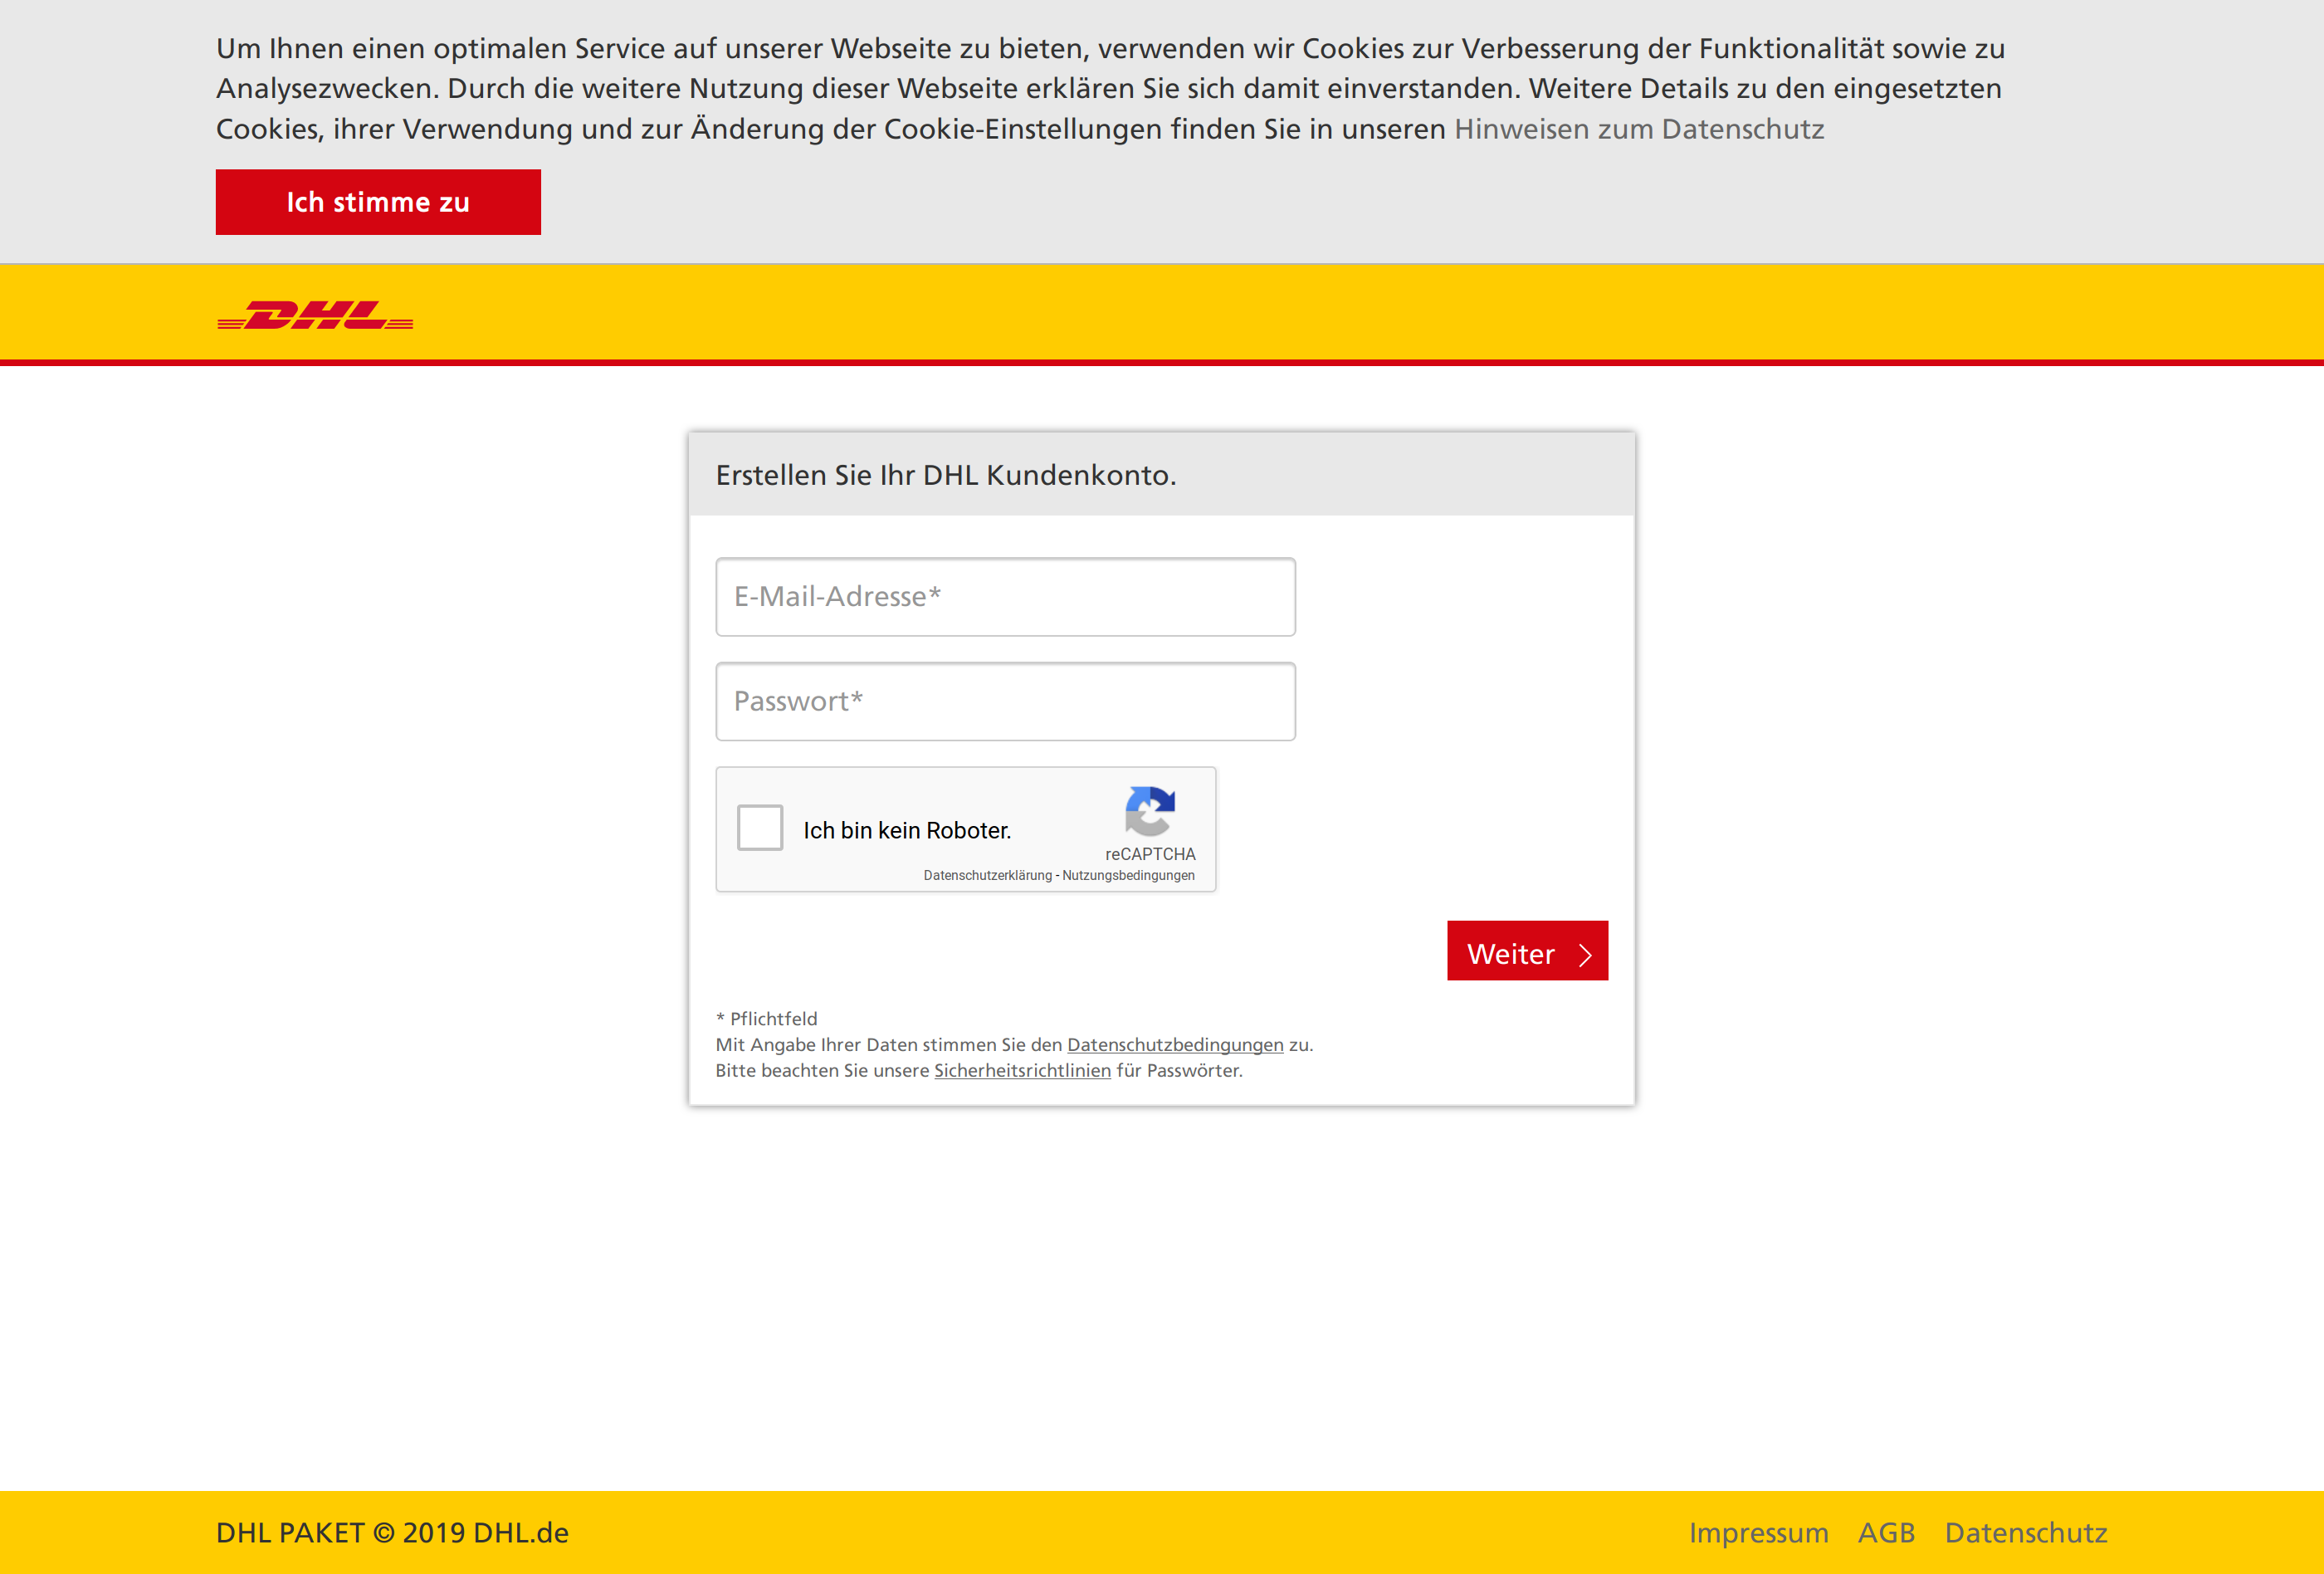 Um Ihnen einen optimalen Service auf unserer Webseite zu bieten, verwenden wir Cookies zur Verbesserung der Funktionalität sowie zu
Analysezwecken. Durch die weitere Nutzung dieser Webseite erklären Sie sich damit einverstanden. Weitere Details zu den eingesetzten
Cookies, ihrer Verwendung und zur Änderung der Cookie-Einstellungen finden Sie in unseren Hinweisen zum Datenschutz
Ich stimme zu
DHL
Erstellen Sie Ihr DHL Kundenkonto.
E-Mail-Adresse*
Passwort*
Ich bin kein Roboter.
reCAPTCHA
Datenschutzerklärung - Nutzungsbedingungen
Weiter
* Pflichtfeld
Mit Angabe Ihrer Daten stimmen Sie den Datenschutzbedingungen zu.
Bitte beachten Sie unsere Sicherheitsrichtlinien für Passwörter.
DHL PAKET © 2019 DHL.de
Impressum AGB Datenschutz